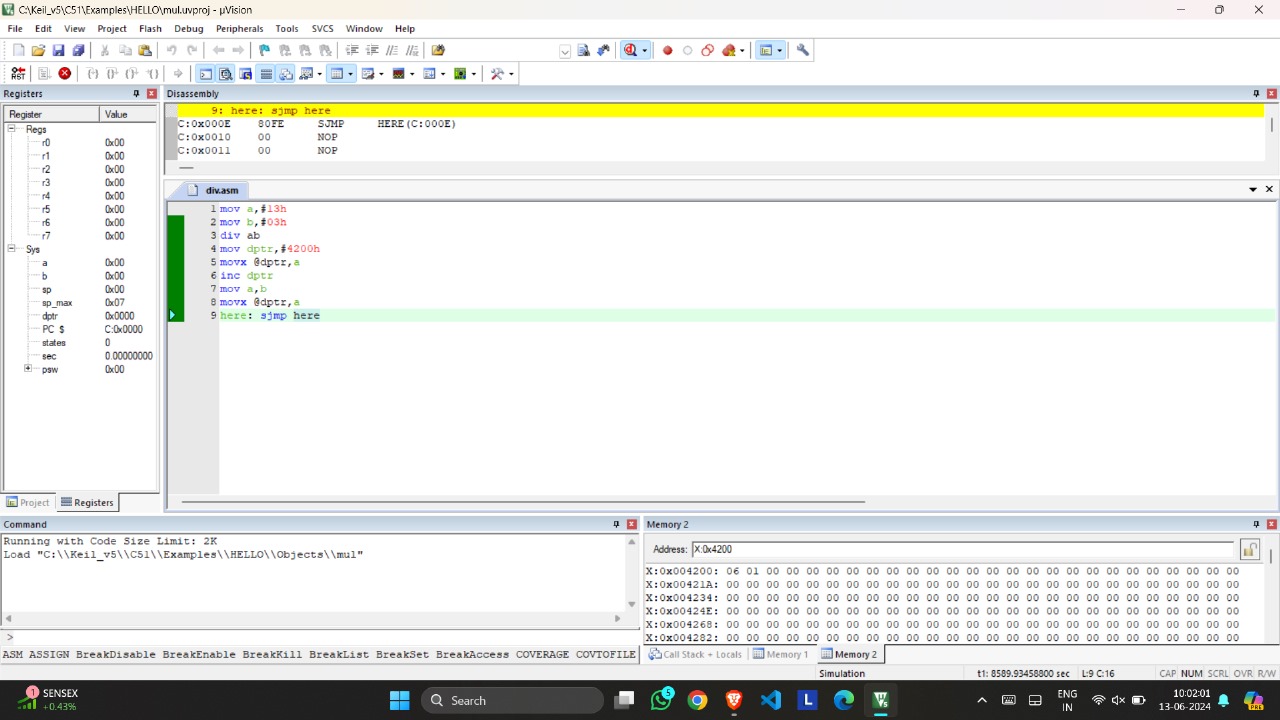 C:\Keil_v5\C51\Examples\HELLO\mul.uvproj - µVision
File Edit View Project Flash Debug Peripherals Tools SVCS Window Help
Registers
Disassembly
Register Value
Regs
r0 0x00
r1 0x00
r2 0x00
r3 0x00
r4 0x00
r5 0x00
r6 0x00
r7 0x00
Sys
a 0x00
b 0x00
sp 0x00
sp_max 0x07
dptr 0x0000
PC $ C:0x0000
states 0
sec 0.00000000
psw 0x00
Project Registers
9: here: sjmp here
C:0x000E 80FE SJMP HERE(C:000E)
C:0x0010 00 NOP
C:0x0011 00 NOP
div.asm
1 mov a,#13h
2 mov b,#03h
3 div ab
4 mov dptr,#4200h
5 movx @dptr,a
6 inc dptr
7 mov a,b
8 movx @dptr,a
9 here: sjmp here
Command
Running with Code Size Limit: 2K
Load "C:\\Keil_v5\\C51\\Examples\\HELLO\\Objects\\mul"
>
ASM ASSIGN BreakDisable BreakEnable BreakKill BreakList BreakSet BreakAccess COVERAGE COVTOFILE
Memory 2
Address: X:0x4200
X:0x004200: 06 01 00 00 00 00 00 00 00 00 00 00 00 00 00 00 00 00 00 00 00 00 00 00 00 00
X:0x00421A: 00 00 00 00 00 00 00 00 00 00 00 00 00 00 00 00 00 00 00 00 00 00 00 00 00 00
X:0x004234: 00 00 00 00 00 00 00 00 00 00 00 00 00 00 00 00 00 00 00 00 00 00 00 00 00 00
X:0x00424E: 00 00 00 00 00 00 00 00 00 00 00 00 00 00 00 00 00 00 00 00 00 00 00 00 00 00
X:0x004268: 00 00 00 00 00 00 00 00 00 00 00 00 00 00 00 00 00 00 00 00 00 00 00 00 00 00
X:0x004282: 00 00 00 00 00 00 00 00 00 00 00 00 00 00 00 00 00 00 00 00 00 00 00 00 00 00
Call Stack + Locals Memory 1 Memory 2
Simulation t1: 8589.93458800 sec L:9 C:16 CAP NUM SCRL OVR R/W
1
SENSEX
+0.43%
Search
5
ENG
IN
10:02:01
13-06-2024